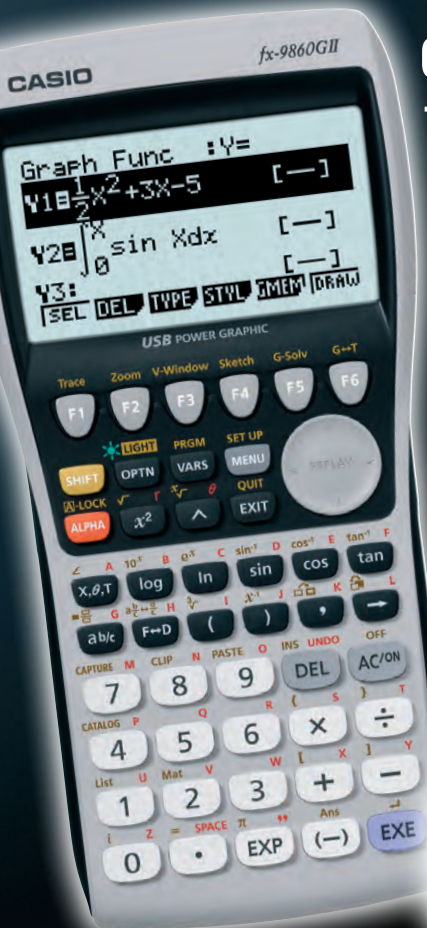 fx-9860GII
CASIO
Graph Func :Y=
Y1=1/2X²+3X-5 [—]
Y2=∫₀ˣ sin Xdx [—]
Y3: [—]
SEL DEL TYPE STYL GMEM DRAW
USB POWER GRAPHIC
Trace Zoom V-Window Sketch G-Solv G↔T
F1 F2 F3 F4 F5 F6
LIGHT PRGM SET UP
SHIFT OPTN VARS MENU REPLAY
A-LOCK √ r ˣ√ θ QUIT
ALPHA x² ^ EXIT
∠ A 10ˣ B eˣ C sin⁻¹ D cos⁻¹ E tan⁻¹ F
X,θ,T log ln sin cos tan
G H ³√ I x⁻¹ J K L
ab/c F↔D ( ) , →
CAPTURE M CLIP N PASTE O INS UNDO OFF
7 8 9 DEL AC/ON
CATALOG P Q R { S } T
4 5 6 × ÷
List U Mat V W [ X ] Y
1 2 3 + −
i Z = SPACE π " Ans ↵
0 . EXP (−) EXE